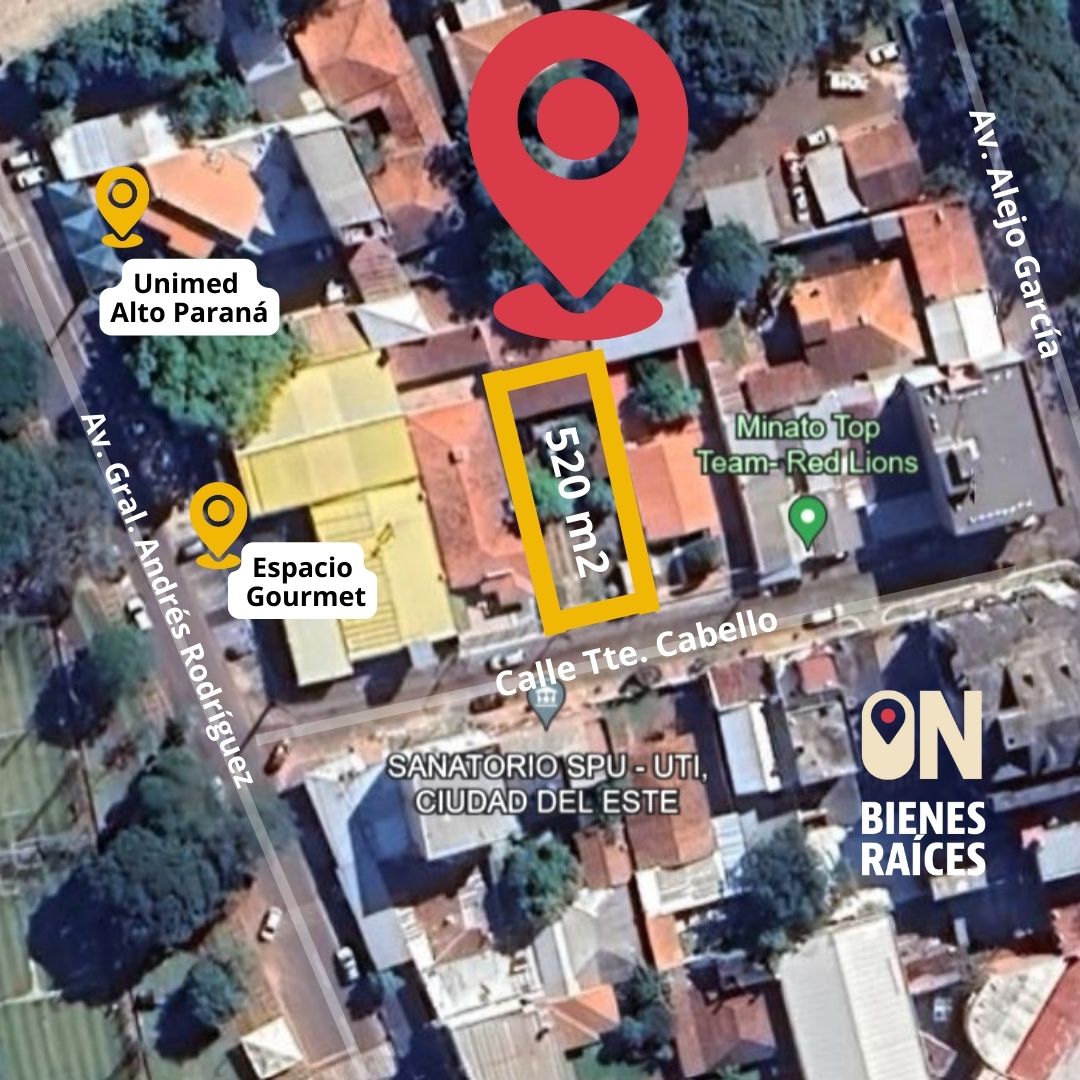 Av. Alejo García
Unimed
Alto Paraná
Av. Gral. Andrés Rodríguez
520 m2
Minato Top
Team- Red Lions
Espacio
Gourmet
Calle Tte. Cabello
SANATORIO SPU - UTI,
CIUDAD DEL ESTE
ON
BIENES
RAÍCES